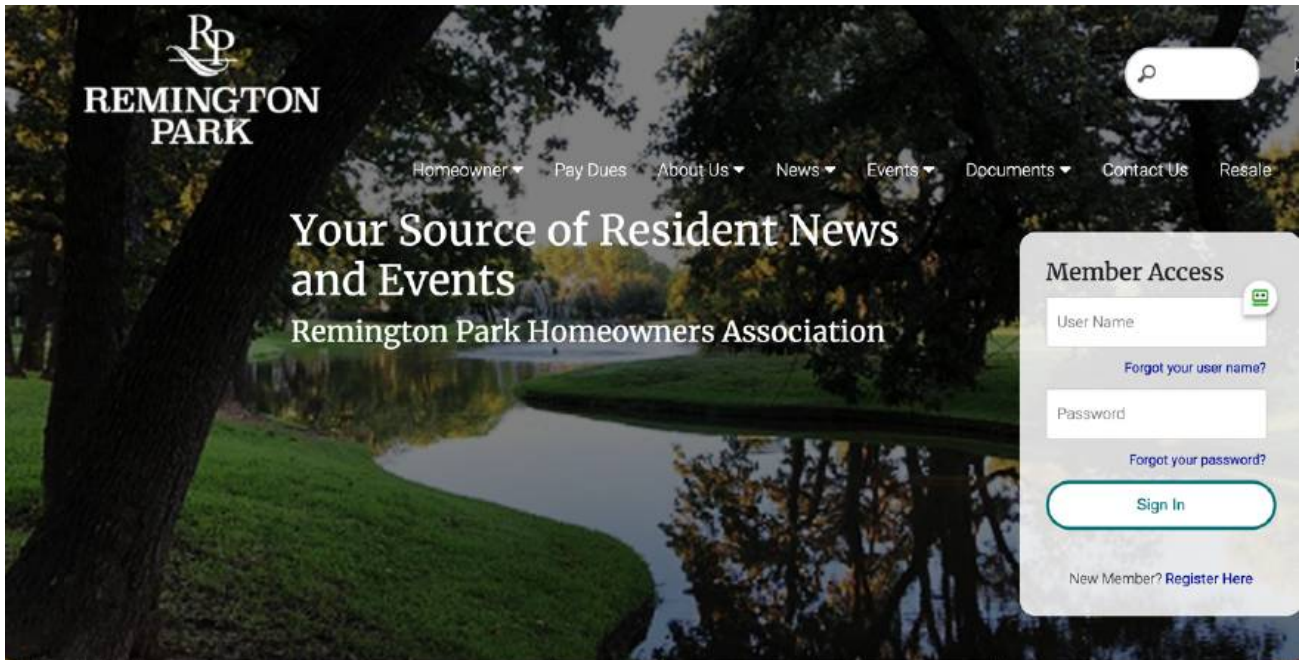 RP
REMINGTON
PARK
Homeowner Pay Dues About Us News Events Documents Contact Us Resale
Your Source of Resident News
and Events
Remington Park Homeowners Association
Member Access
User Name
Forgot your user name?
Password
Forgot your password?
Sign In
New Member? Register Here